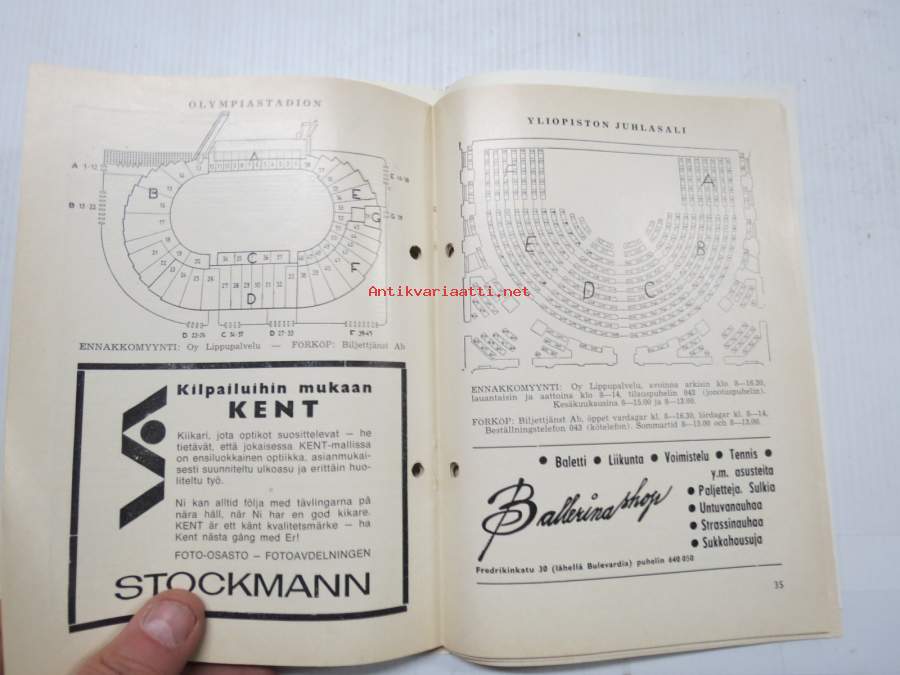 OLYMPIASTADION
A 1-12
B 13-22
A
B
C
D
E
F
G
D 22-26
C 34-37
D 27-33
F 38-45
ENNAKKOMYYNTI: Oy Lippupalvelu — FÖRKÖP: Biljettjänst Ab
Kilpailuihin mukaan
KENT
Kiikari, jota optikot suosittelevat – he
tietävät, että jokaisessa KENT-mallissa
on ensiluokkainen optiikka, asianmukai-
sesti suunniteltu ulkoasu ja erittäin huo-
liteltu työ.
Ni kan alltid följa med tävlingarna på
nära håll, när Ni har en god kikare.
KENT är ett känt kvalitetsmärke – ha
Kent nästa gång med Er!
FOTO-OSASTO – FOTOAVDELNINGEN
STOCKMANN
YLIOPISTON JUHLASALI
F
A
E
B
D
C
ENNAKKOMYYNTI: Oy Lippupalvelu, avoinna arkisin klo 8—16.30,
lauantaisin ja aattoina klo 8—14, tilauspuhelin 043 (jonotuspuhelin).
Kesäkuukausina 8—15.00 ja 8—13.00.
FÖRKÖP: Biljettjänst Ab, öppet vardagar kl. 8—16.30, lördagar kl. 8—14,
Beställningstelefon 043 (kötelefon). Sommartid 8—15.00 och 8—13.00.
• Baletti • Liikunta • Voimistelu • Tennis •
y.m. asusteita
Ballerina shop
• Paljetteja, Sulkia
• Untuvanauhaa
• Strassinauhaa
• Sukkahousuja
Fredrikinkatu 30 (lähellä Bulevardia) puhelin 640 050
35
Antikvariaatti.net